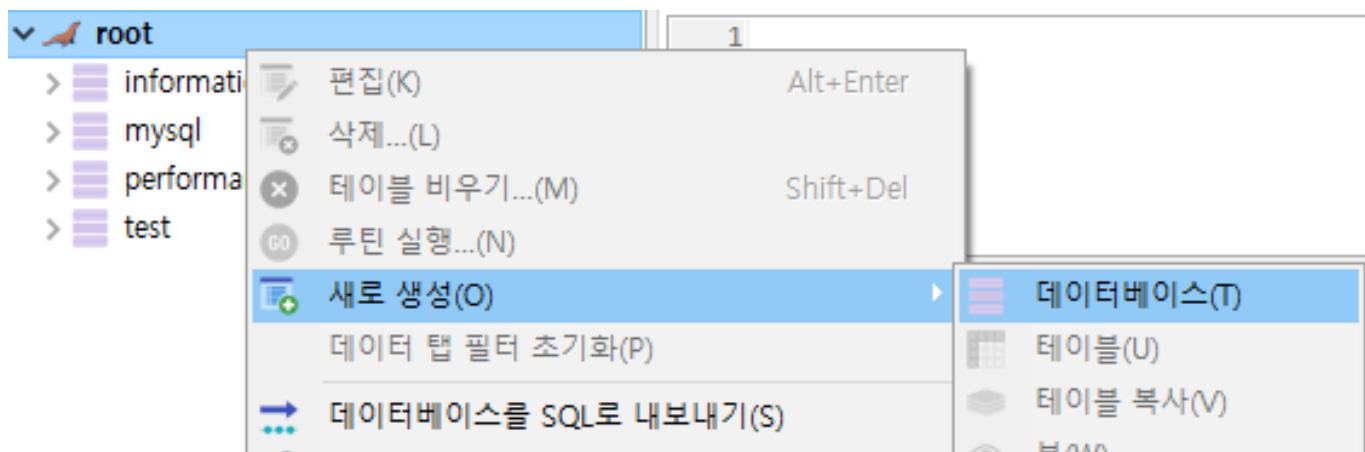 root
1
informati
편집(K) Alt+Enter
mysql
삭제...(L)
performa
테이블 비우기...(M) Shift+Del
test
GO 루틴 실행...(N)
새로 생성(O)
데이터베이스(T)
데이터 탭 필터 초기화(P)
테이블(U)
데이터베이스를 SQL로 내보내기(S)
테이블 복사(V)